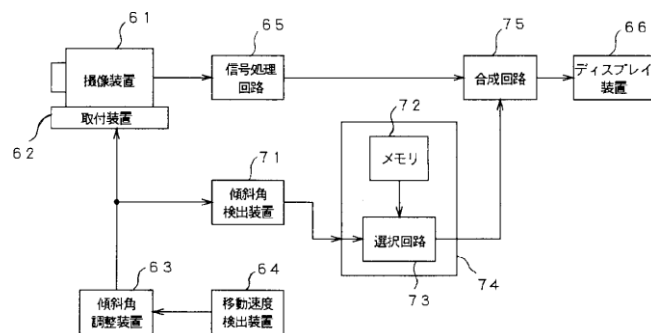 61
65
75
66
撮像装置
信号処理
回路
合成回路
ディスプレイ
装置
取付装置
62
72
メモリ
71
傾斜角
検出装置
選択回路
73
74
63
64
傾斜角
調整装置
移動速度
検出装置